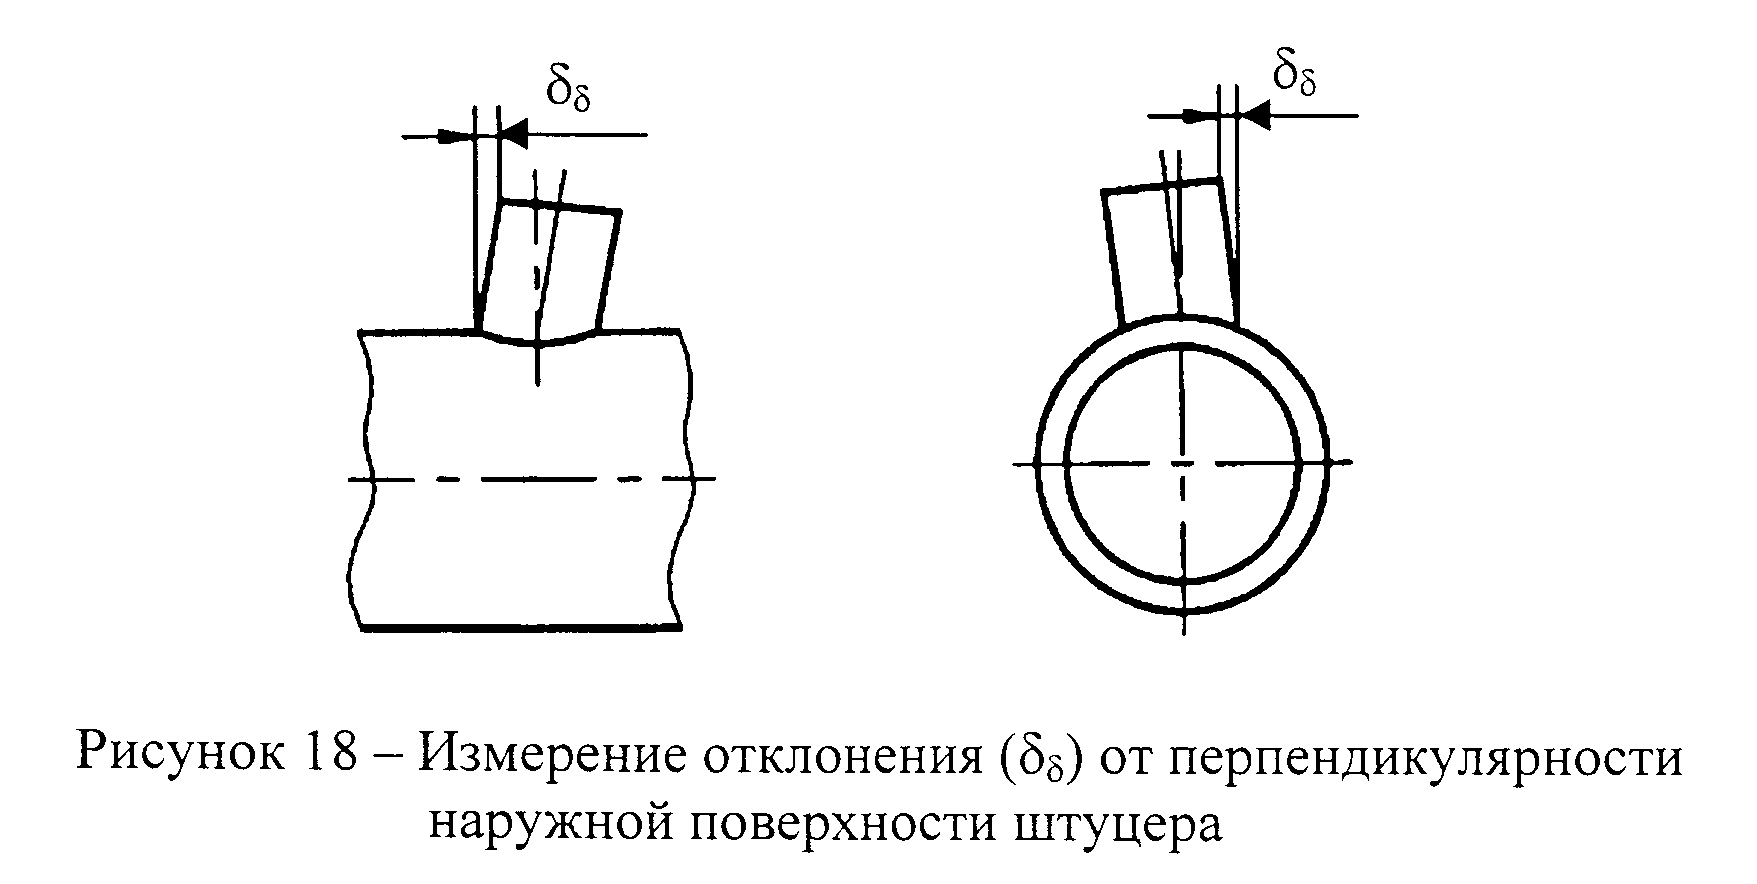 δδ
δδ
Рисунок 18 – Измерение отклонения (δδ) от перпендикулярности
наружной поверхности штуцера